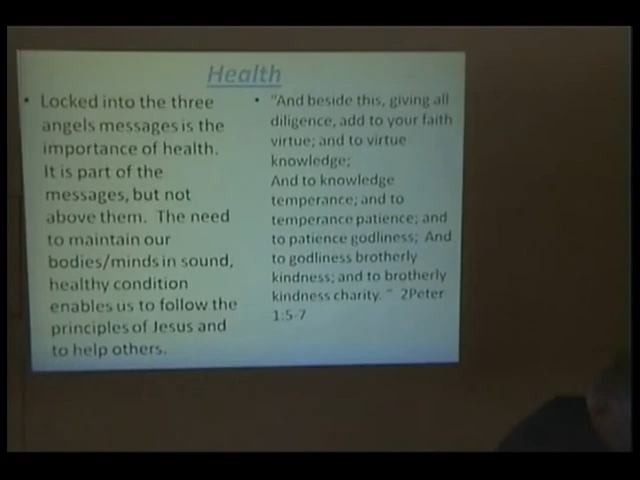 Health
• Locked into the three
angels messages is the
importance of health.
It is part of the
messages, but not
above them.  The need
to maintain our
bodies/minds in sound,
healthy condition
enables us to follow the
principles of Jesus and
to help others.
• "And beside this, giving all
diligence, add to your faith
virtue; and to virtue
knowledge;
And to knowledge
temperance; and to
temperance patience; and
to patience godliness;  And
to godliness brotherly
kindness; and to brotherly
kindness charity. "  2Peter
1:5-7